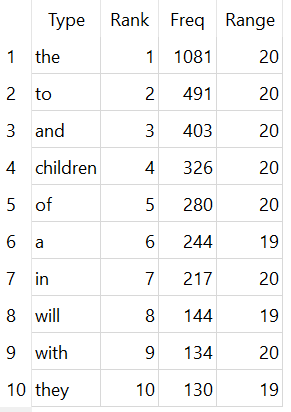 Type Rank Freq Range
1 the 1 1081 20
2 to 2 491 20
3 and 3 403 20
4 children 4 326 20
5 of 5 280 20
6 a 6 244 19
7 in 7 217 20
8 will 8 144 19
9 with 9 134 20
10 they 10 130 19